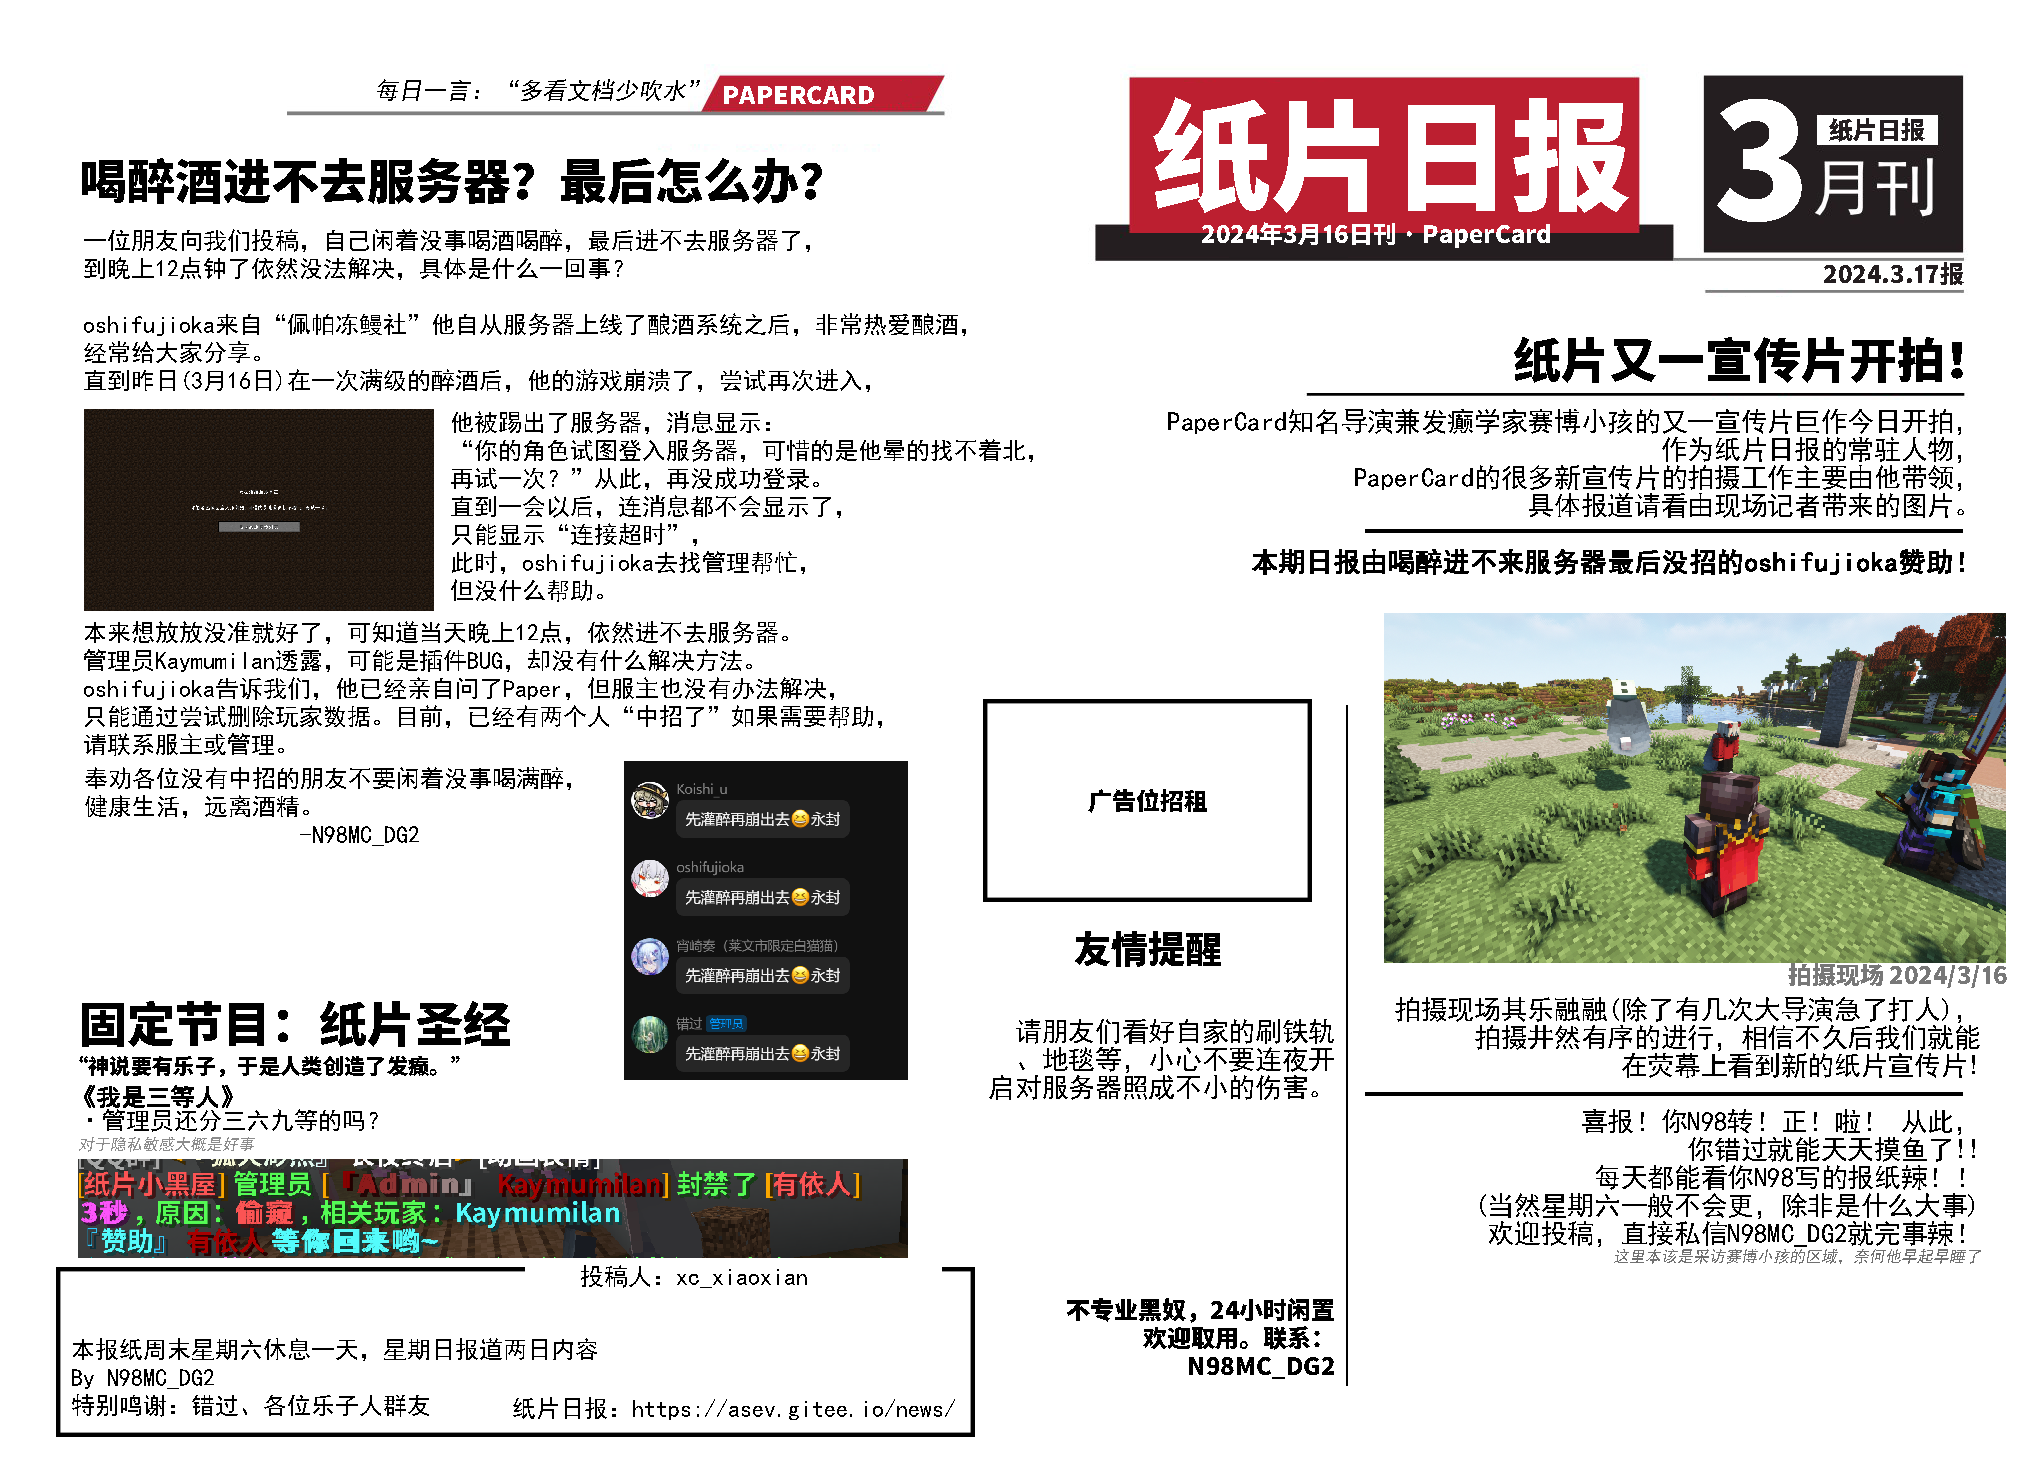 每日一言：“多看文档少吹水”
PAPERCARD
喝醉酒进不去服务器？最后怎么办？
一位朋友向我们投稿，自己闲着没事喝酒喝醉，最后进不去服务器了，
到晚上12点钟了依然没法解决，具体是什么一回事？
oshifujioka来自“佩帕冻鳗社”他自从服务器上线了酿酒系统之后，非常热爱酿酒，
经常给大家分享。
直到昨日(3月16日)在一次满级的醉酒后，他的游戏崩溃了，尝试再次进入，
他被踢出了服务器，消息显示：
“你的角色试图登入服务器，可惜的是他晕的找不着北，
再试一次？”从此，再没成功登录。
直到一会以后，连消息都不会显示了，
只能显示“连接超时”，
此时，oshifujioka去找管理帮忙，
但没什么帮助。
本来想放放没准就好了，可知道当天晚上12点，依然进不去服务器。
管理员Kaymumilan透露，可能是插件BUG，却没有什么解决方法。
oshifujioka告诉我们，他已经亲自问了Paper，但服主也没有办法解决，
只能通过尝试删除玩家数据。目前，已经有两个人“中招了”如果需要帮助，
请联系服主或管理。
奉劝各位没有中招的朋友不要闲着没事喝满醉，
健康生活，远离酒精。
—N98MC_DG2
Koishi_u
先灌醉再崩出去😆永封
oshifujioka
先灌醉再崩出去😆永封
宵崎奏（莱文市限定白猫猫）
先灌醉再崩出去😆永封
错过 管理员
先灌醉再崩出去😆永封
固定节目：纸片圣经
“神说要有乐子，于是人类创造了发癫。”
《我是三等人》
·管理员还分三六九等的吗？
对于隐私敏感大概是好事
[纸片小黑屋] 管理员 [『Admin』 Kaymumilan] 封禁了 [有依人]
3秒，原因：偷窥，相关玩家：Kaymumilan
『赞助』 有依人 等你回来哟~
投稿人：xc_xiaoxian
本报纸周末星期六休息一天，星期日报道两日内容
By N98MC_DG2
特别鸣谢：错过、各位乐子人群友
纸片日报：https://asev.gitee.io/news/
纸片日报
2024年3月16日刊·PaperCard
3
纸片日报
月刊
2024.3.17报
纸片又一宣传片开拍！
PaperCard知名导演兼发癫学家赛博小孩的又一宣传片巨作今日开拍，
作为纸片日报的常驻人物，
PaperCard的很多新宣传片的拍摄工作主要由他带领，
具体报道请看由现场记者带来的图片。
本期日报由喝醉进不来服务器最后没招的oshifujioka赞助！
拍摄现场 2024/3/16
拍摄现场其乐融融(除了有几次大导演急了打人)，
拍摄井然有序的进行，相信不久后我们就能
在荧幕上看到新的纸片宣传片！
喜报！你N98转！正！啦！ 从此，
你错过就能天天摸鱼了！！
每天都能看你N98写的报纸辣！！
(当然星期六一般不会更，除非是什么大事)
欢迎投稿，直接私信N98MC_DG2就完事辣！
这里本该是采访赛博小孩的区域，奈何他早起早睡了
广告位招租
友情提醒
请朋友们看好自家的刷铁轨
、地毯等，小心不要连夜开
启对服务器照成不小的伤害。
不专业黑奴，24小时闲置
欢迎取用。联系：
N98MC_DG2